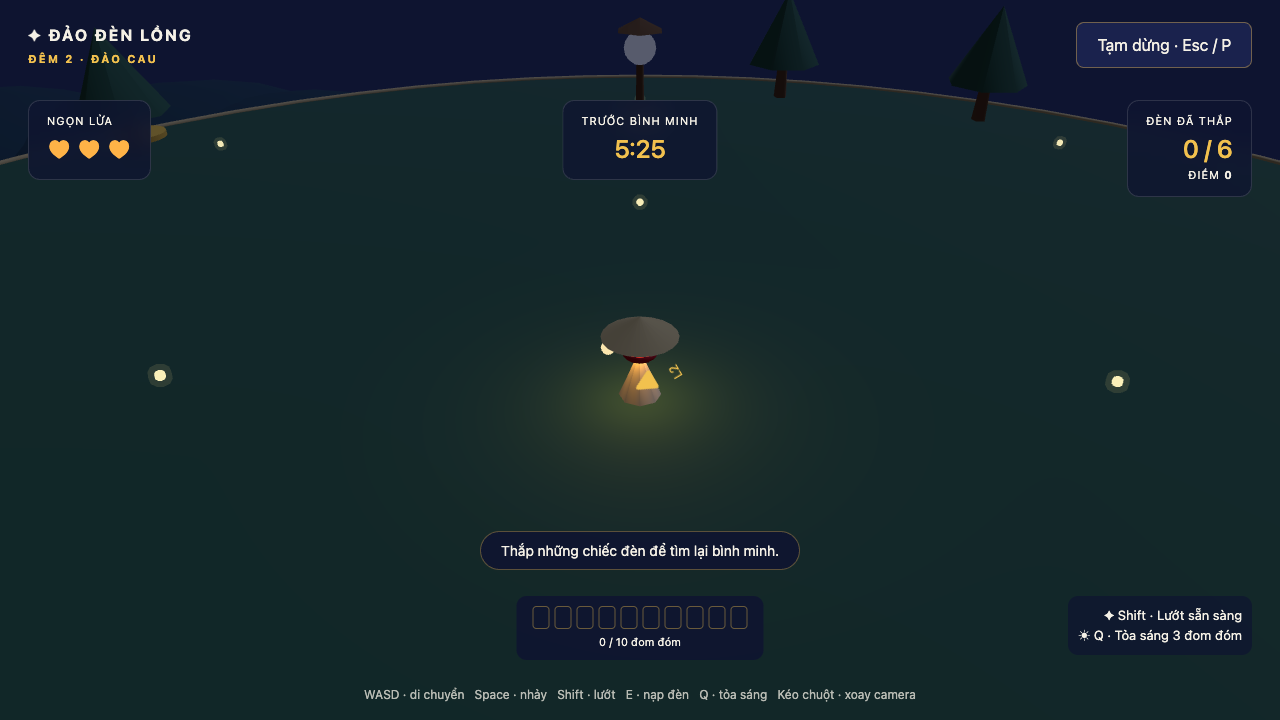 ✦ ĐẢO ĐÈN LỒNG
ĐÊM 2 · ĐẢO CAU
Tạm dừng · Esc / P
NGỌN LỬA
TRƯỚC BÌNH MINH
5:25
ĐÈN ĐÃ THẮP
0 / 6
ĐIỂM 0
L2
Thắp những chiếc đèn để tìm lại bình minh.
0 / 10 đom đóm
✦ Shift · Lướt sẵn sàng
☀ Q · Tỏa sáng 3 đom đóm
WASD · di chuyển Space · nhảy Shift · lướt E · nạp đèn Q · tỏa sáng Kéo chuột · xoay camera